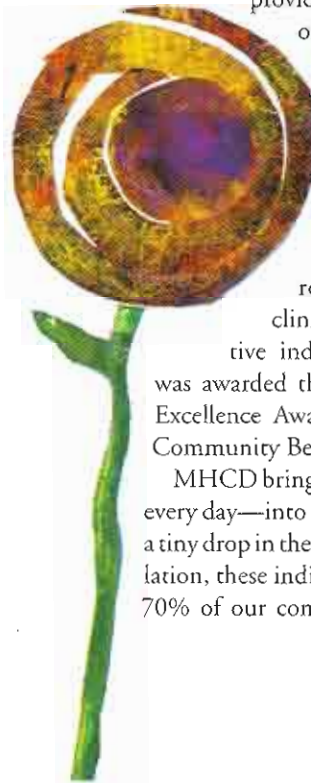 provid
o
re
clin
tive ind
was awarded th
Excellence Awa
Community Be
MHCD bring
every day—into
a tiny drop in the
lation, these indi
70% of our com